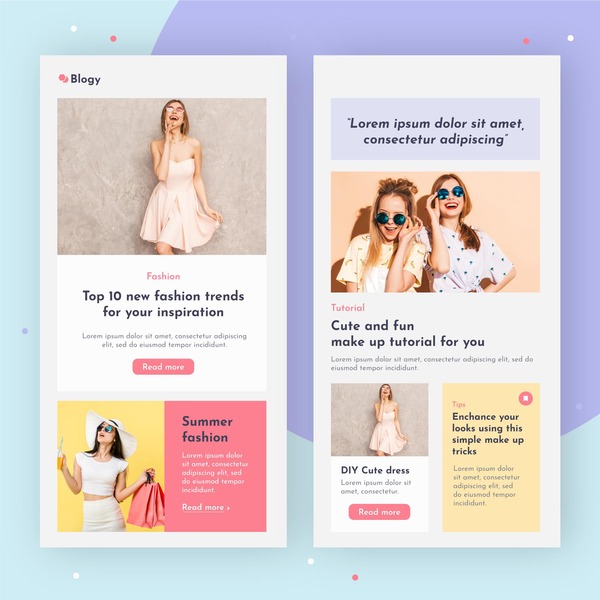 Blogy
Fashion
Top 10 new fashion trends
for your inspiration
Lorem ipsum dolor sit amet, consectetur adipiscing
elit, sed do eiusmod tempor incididunt.
Read more
Summer
fashion
Lorem ipsum dolor
sit amet, consectetur
adipiscing elit, sed do
eiusmod tempor
incididunt.
Read more >
"Lorem ipsum dolor sit amet,
consectetur adipiscing"
Tutorial
Cute and fun
make up tutorial for you
Lorem ipsum dolor sit amet, consectetur adipiscing elit, sed do
eiusmod tempor incididunt.
DIY Cute dress
Lorem ipsum dolor sit
amet, consectetur.
Read more
Tips
Enchance your
looks using this
simple make up
tricks
Lorem ipsum dolor
sit amet, consectetur
adipiscing elit, sed do
eiusmod tempor
incididunt.